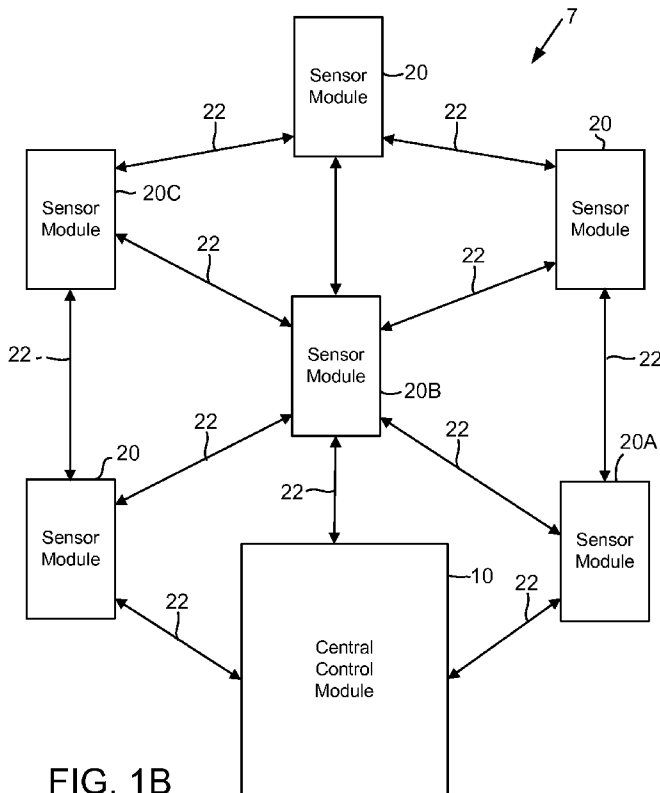 7
Sensor
Module
20
22
22
20
Sensor
Module
20C
Sensor
Module
22
22
Sensor
Module
20B
22
22
22
22
20
22
20A
Sensor
Module
Sensor
Module
22
10
22
22
Central
Control
Module
FIG. 1B